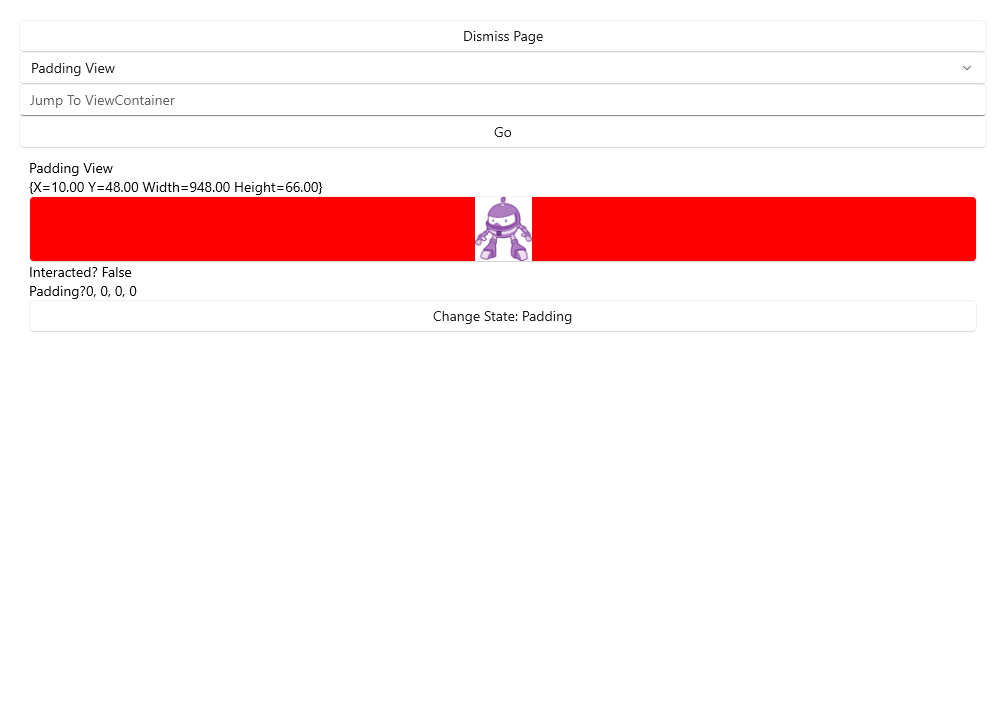 Dismiss Page
Padding View
Jump To ViewContainer
Go
Padding View
{X=10.00 Y=48.00 Width=948.00 Height=66.00}
Interacted? False
Padding?0, 0, 0, 0
Change State: Padding